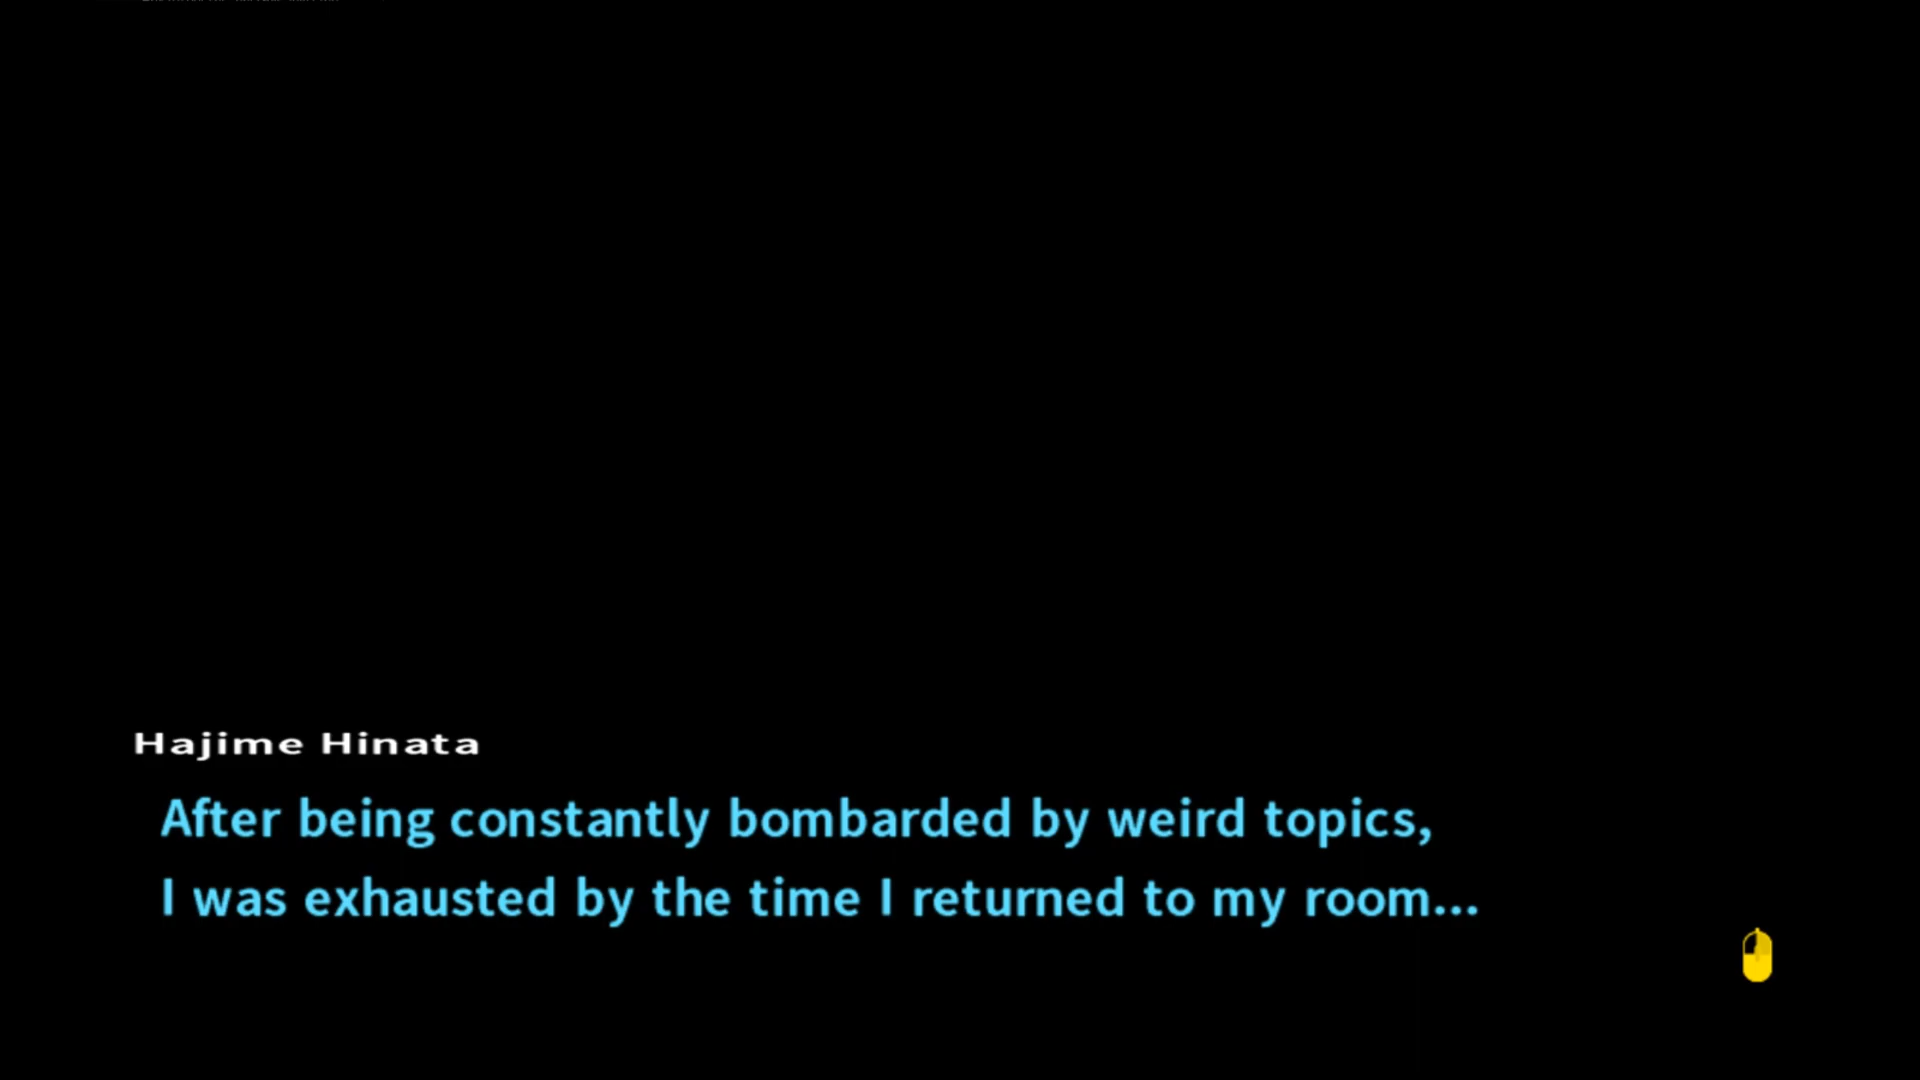 Hajime Hinata
After being constantly bombarded by weird topics,
I was exhausted by the time I returned to my room...